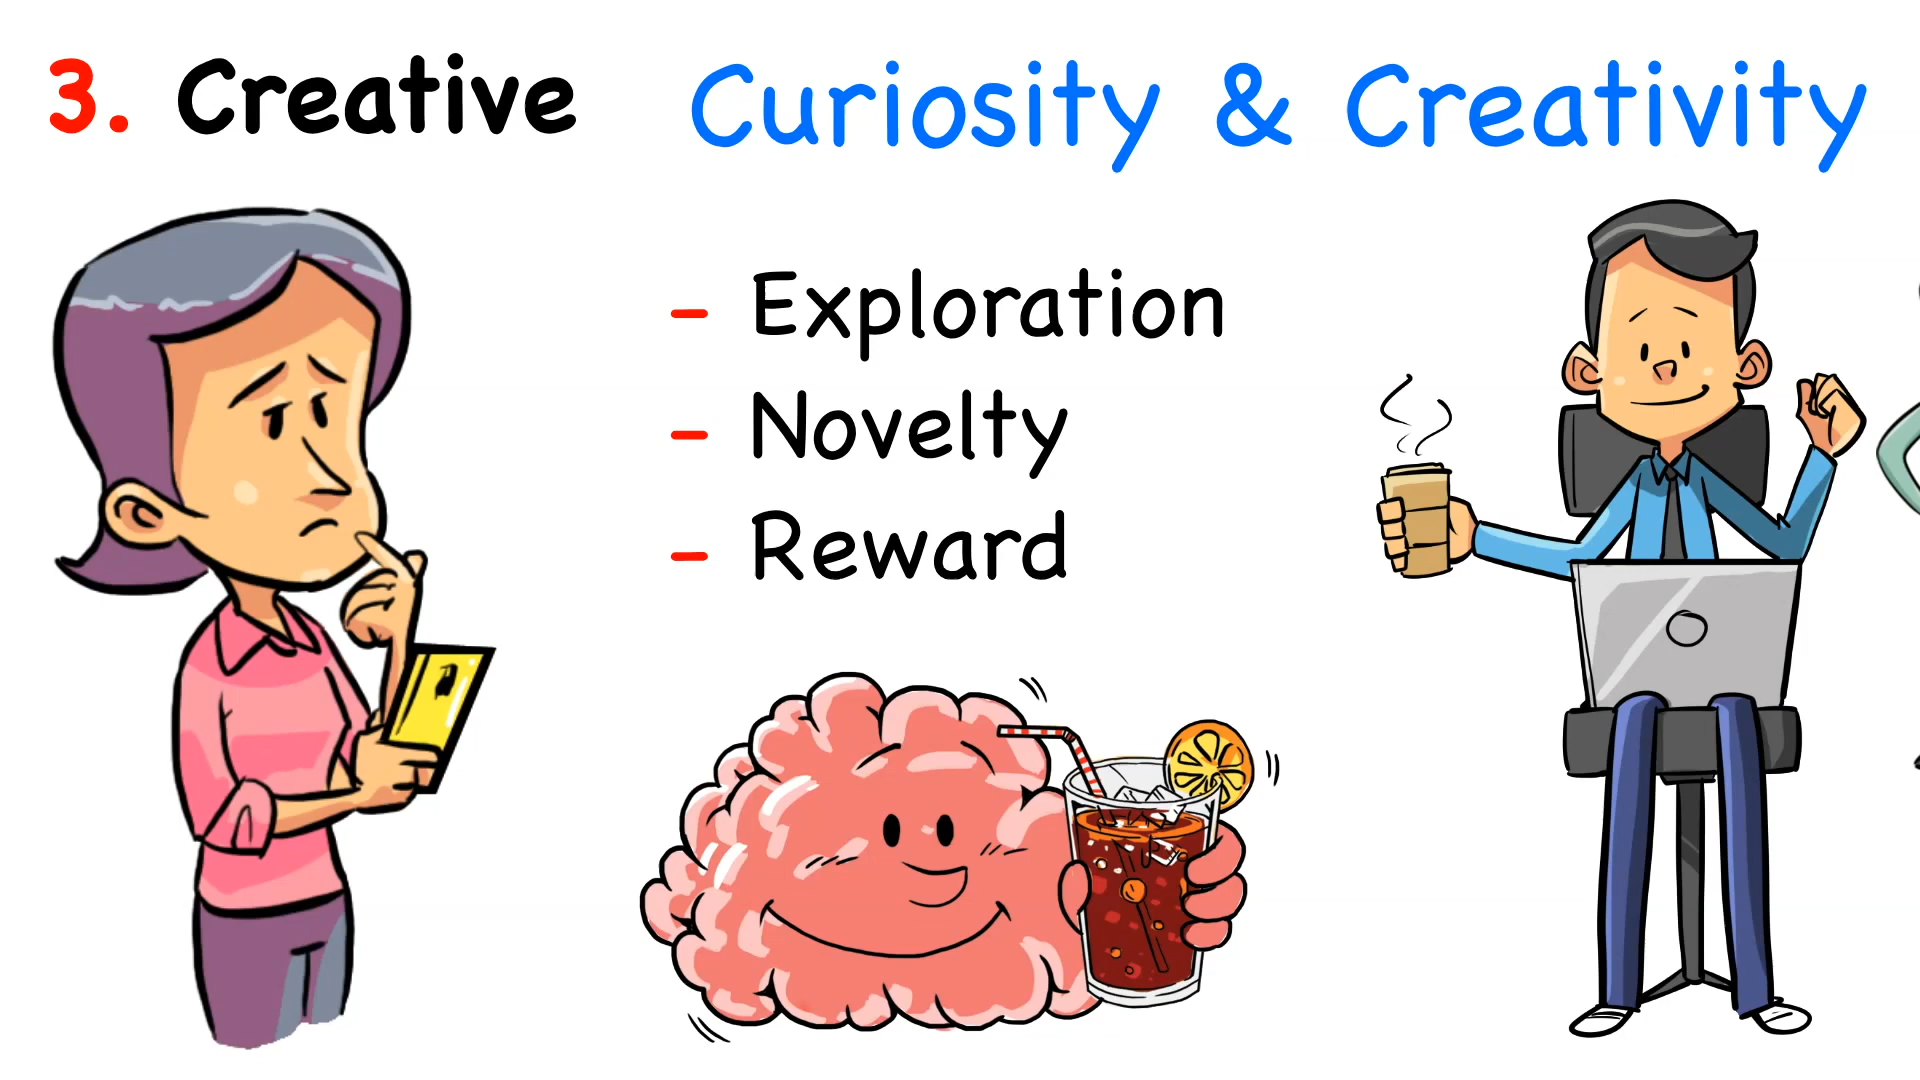 3. Creative
Curiosity & Creativity
- Exploration
- Novelty
- Reward